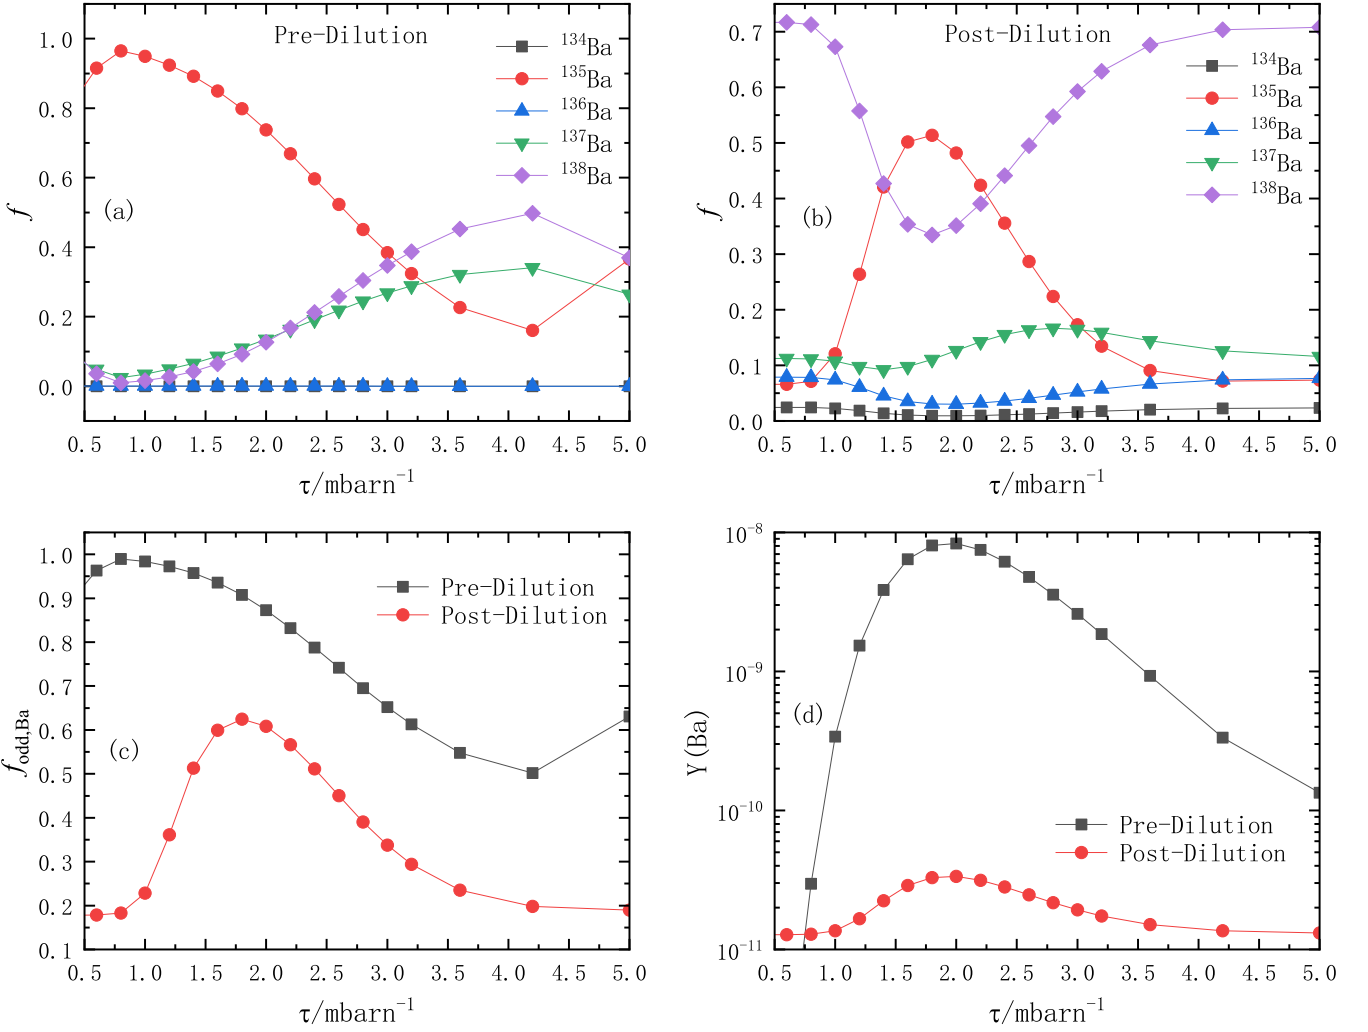 Pre-Dilution
¹³⁴Ba
¹³⁵Ba
¹³⁶Ba
¹³⁷Ba
¹³⁸Ba
(a)
f
1.0
0.8
0.6
0.4
0.2
0.0
0.5 1.0 1.5 2.0 2.5 3.0 3.5 4.0 4.5 5.0
τ/mbarn⁻¹
Post-Dilution
¹³⁴Ba
¹³⁵Ba
¹³⁶Ba
¹³⁷Ba
¹³⁸Ba
(b)
f
0.7
0.6
0.5
0.4
0.3
0.2
0.1
0.0
0.5 1.0 1.5 2.0 2.5 3.0 3.5 4.0 4.5 5.0
τ/mbarn⁻¹
Pre-Dilution
Post-Dilution
(c)
f_odd,Ba
1.0
0.9
0.8
0.7
0.6
0.5
0.4
0.3
0.2
0.1
0.5 1.0 1.5 2.0 2.5 3.0 3.5 4.0 4.5 5.0
τ/mbarn⁻¹
(d)
Pre-Dilution
Post-Dilution
Y(Ba)
10⁻⁸
10⁻⁹
10⁻¹⁰
10⁻¹¹
0.5 1.0 1.5 2.0 2.5 3.0 3.5 4.0 4.5 5.0
τ/mbarn⁻¹